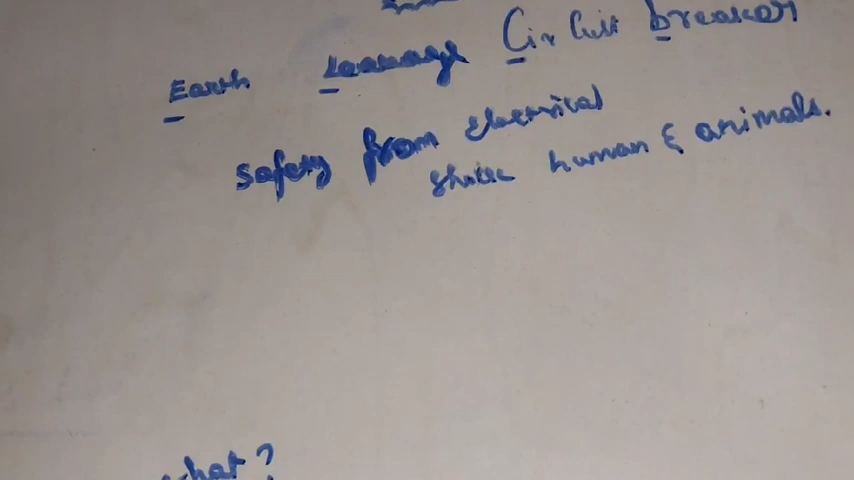 Earth Leakage Circuit breaker
Safety from electrical
shock human & animals.
what?